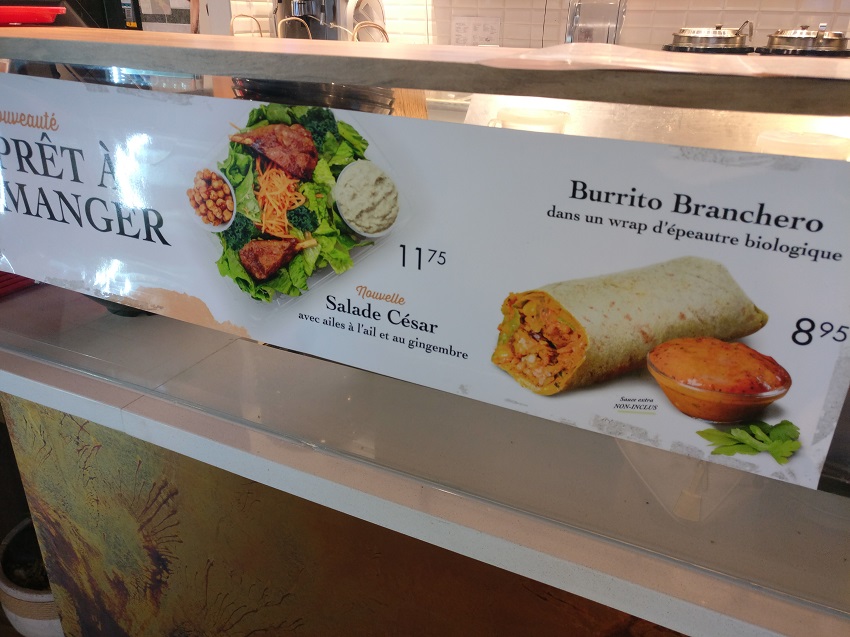 ouveauté
PRÊT À
MANGER
11 75
Nouvelle
Salade César
avec ailes à l'ail et au gingembre
Burrito Branchero
dans un wrap d'épeautre biologique
8 95
Sauce extra
NON-INCLUS